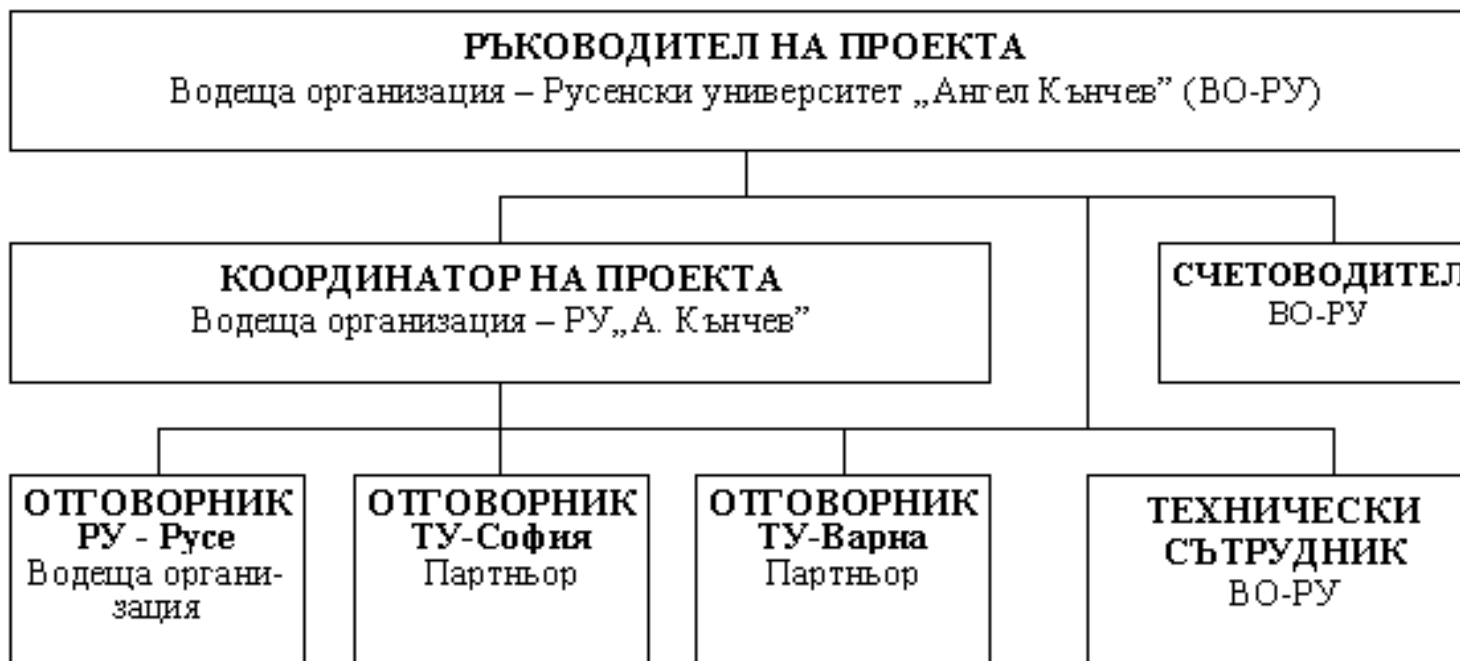 РЪКОВОДИТЕЛ НА ПРОЕКТА
Водеща организация – Русенски университет „Ангел Кънчев” (ВО-РУ)
КООРДИНАТОР НА ПРОЕКТА
Водеща организация – РУ„А. Кънчев”
СЧЕТОВОДИТЕЛ
ВО-РУ
ОТГОВОРНИК
РУ - Русе
Водеща органи-
зация
ОТГОВОРНИК
ТУ-София
Партньор
ОТГОВОРНИК
ТУ-Варна
Партньор
ТЕХНИЧЕСКИ
СЪТРУДНИК
ВО-РУ